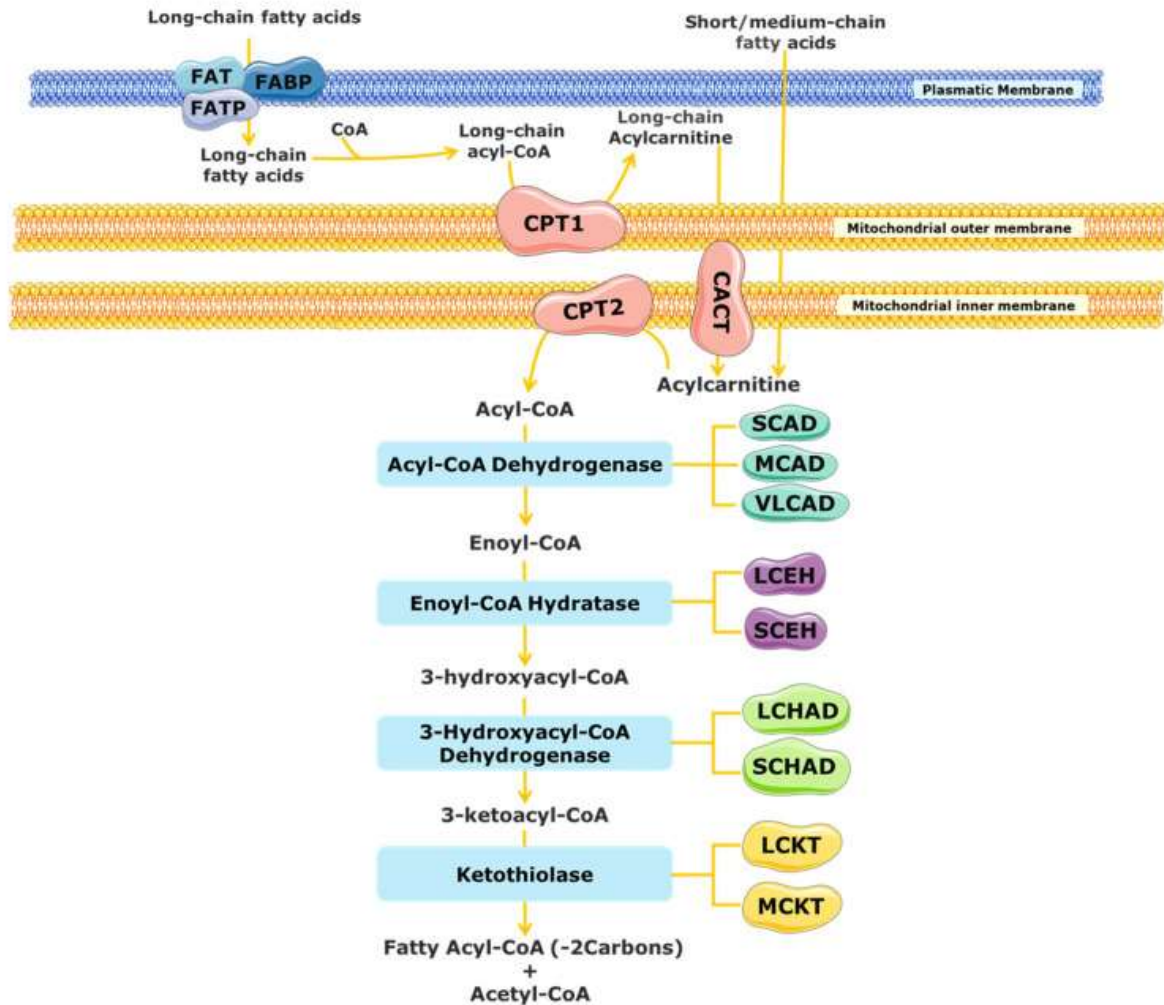 Long-chain fatty acids
Short/medium-chain
fatty acids
FAT
FABP
FATP
Plasmatic Membrane
CoA
Long-chain
fatty acids
Long-chain
acyl-CoA
Long-chain
Acylcarnitine
CPT1
Mitochondrial outer membrane
CACT
CPT2
Mitochondrial inner membrane
Acylcarnitine
Acyl-CoA
SCAD
Acyl-CoA Dehydrogenase
MCAD
VLCAD
Enoyl-CoA
LCEH
Enoyl-CoA Hydratase
SCEH
3-hydroxyacyl-CoA
LCHAD
3-Hydroxyacyl-CoA
Dehydrogenase
SCHAD
3-ketoacyl-CoA
LCKT
Ketothiolase
MCKT
Fatty Acyl-CoA (-2Carbons)
+
Acetyl-CoA